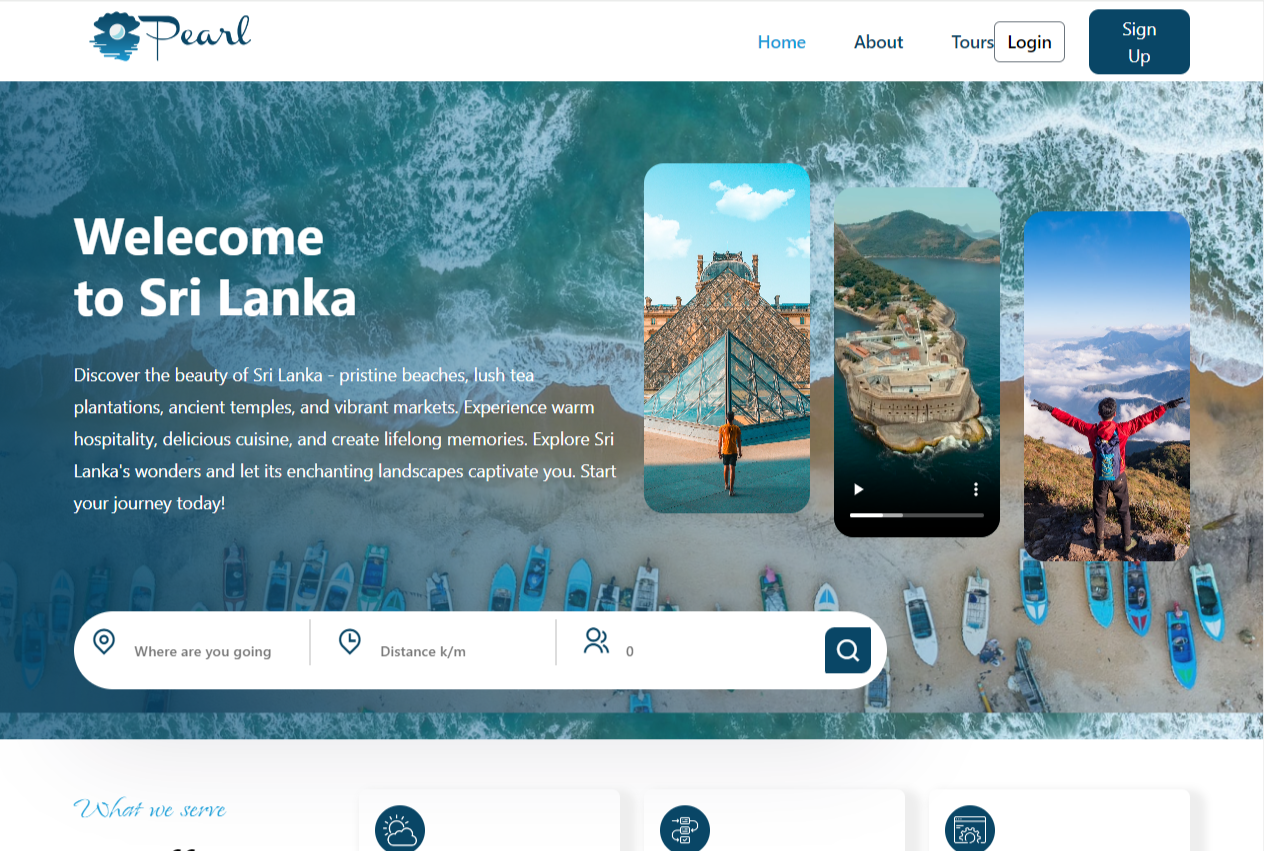 Pearl
Home
About
Tours
Login
Sign
Up
Welecome
to Sri Lanka
Discover the beauty of Sri Lanka - pristine beaches, lush tea
plantations, ancient temples, and vibrant markets. Experience warm
hospitality, delicious cuisine, and create lifelong memories. Explore Sri
Lanka's wonders and let its enchanting landscapes captivate you. Start
your journey today!
Where are you going
Distance k/m
0
What we serve